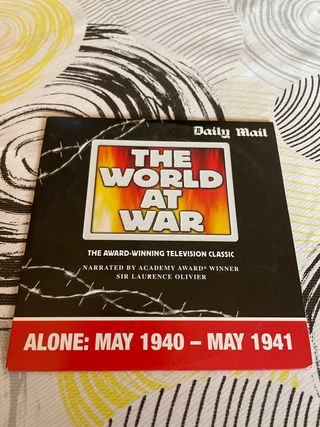 Daily Mail
THE
WORLD
AT
WAR
THE AWARD-WINNING TELEVISION CLASSIC
NARRATED BY ACADEMY AWARD® WINNER
SIR LAURENCE OLIVIER
ALONE: MAY 1940 – MAY 1941